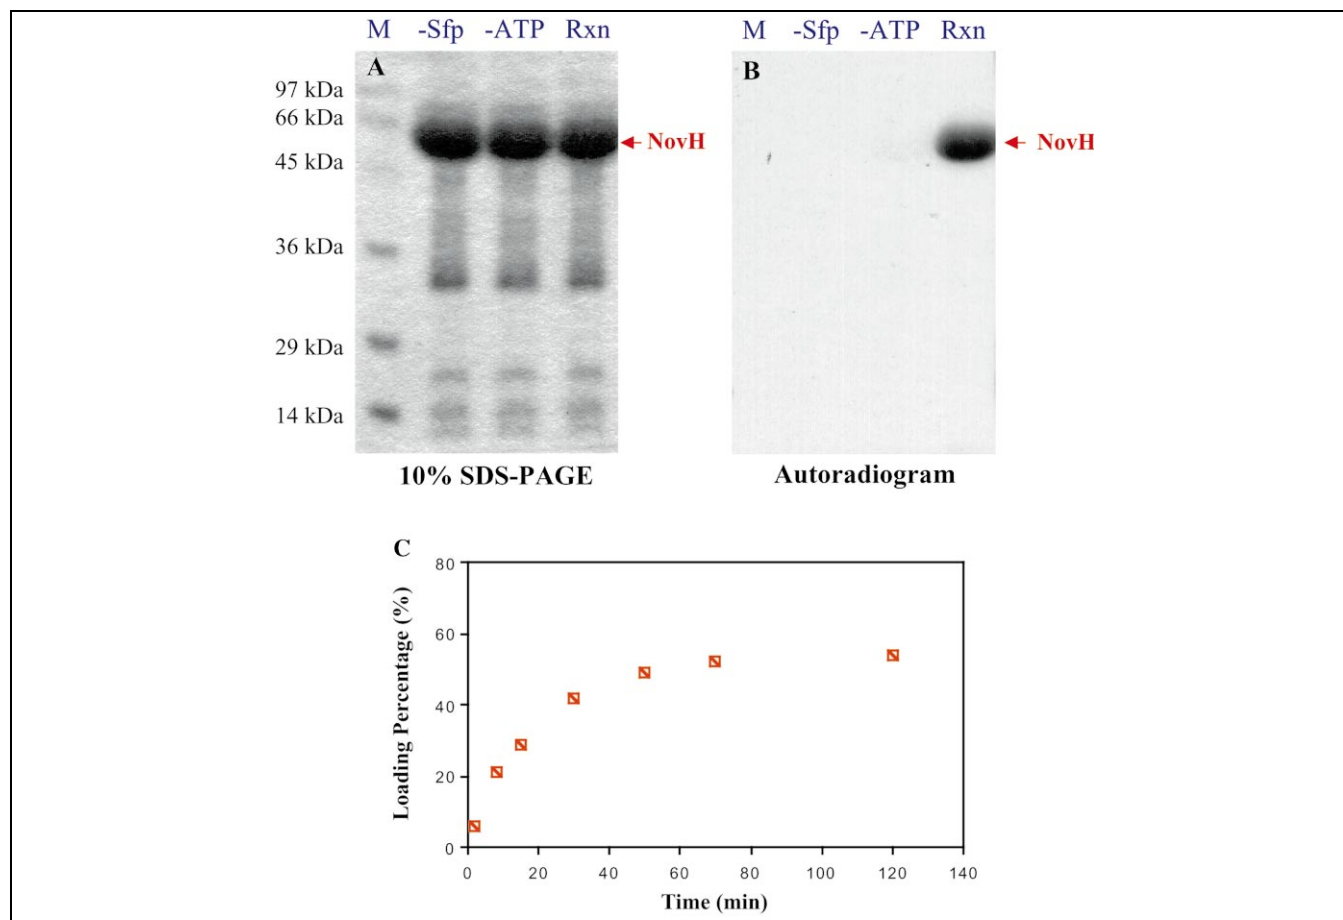 M -Sfp -ATP Rxn M -Sfp -ATP Rxn
A B
97 kDa
66 kDa
NovH NovH
45 kDa
36 kDa
29 kDa
14 kDa
10% SDS-PAGE Autoradiogram
C
80
60
40
20
0
Loading Percentage (%)
0 20 40 60 80 100 120 140
Time (min)